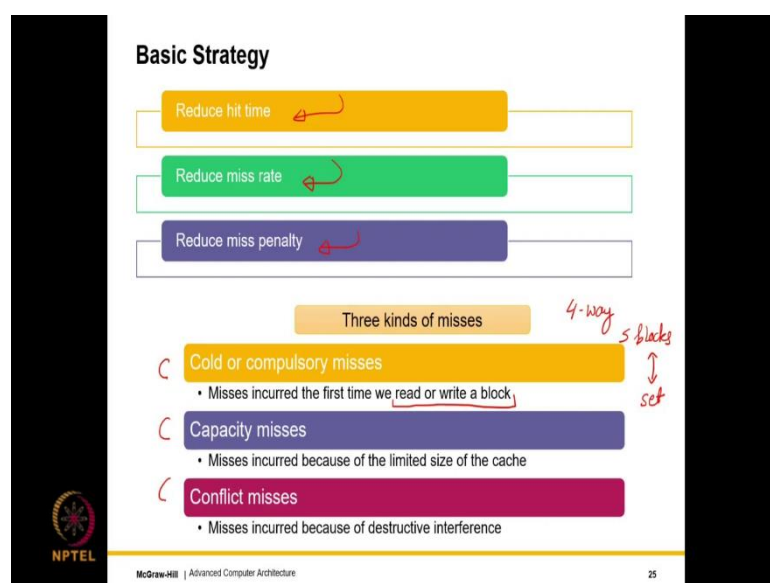 Basic Strategy
Reduce hit time
Reduce miss rate
Reduce miss penalty
Three kinds of misses
4-way
5 blocks
set
C Cold or compulsory misses
• Misses incurred the first time we read or write a block
C Capacity misses
• Misses incurred because of the limited size of the cache
C Conflict misses
• Misses incurred because of destructive interference
NPTEL
McGraw-Hill | Advanced Computer Architecture
25